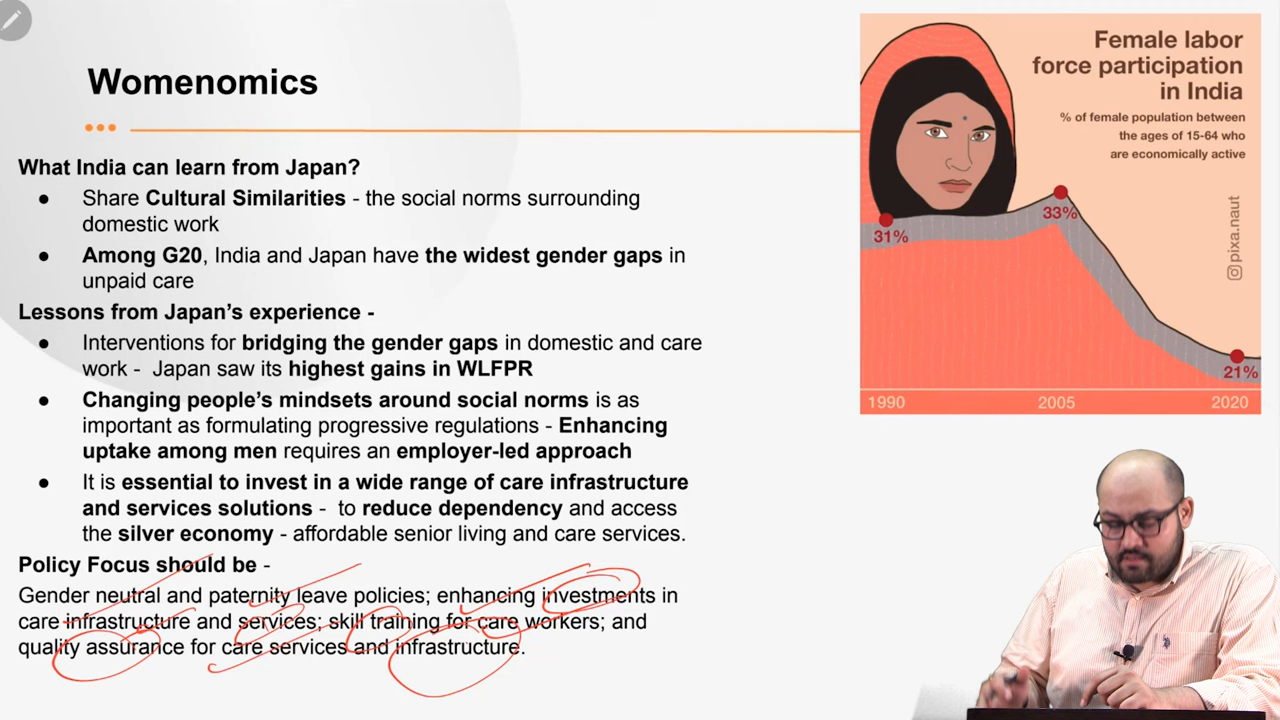 Womenomics
What India can learn from Japan?
● Share Cultural Similarities - the social norms surrounding
domestic work
● Among G20, India and Japan have the widest gender gaps in
unpaid care
Lessons from Japan's experience -
● Interventions for bridging the gender gaps in domestic and care
work - Japan saw its highest gains in WLFPR
● Changing people's mindsets around social norms is as
important as formulating progressive regulations - Enhancing
uptake among men requires an employer-led approach
● It is essential to invest in a wide range of care infrastructure
and services solutions - to reduce dependency and access
the silver economy - affordable senior living and care services.
Policy Focus should be -
Gender neutral and paternity leave policies; enhancing investments in
care infrastructure and services; skill training for care workers; and
quality assurance for care services and infrastructure.
Female labor
force participation
in India
% of female population between
the ages of 15-64 who
are economically active
pixa.naut
31%
33%
21%
1990
2005
2020